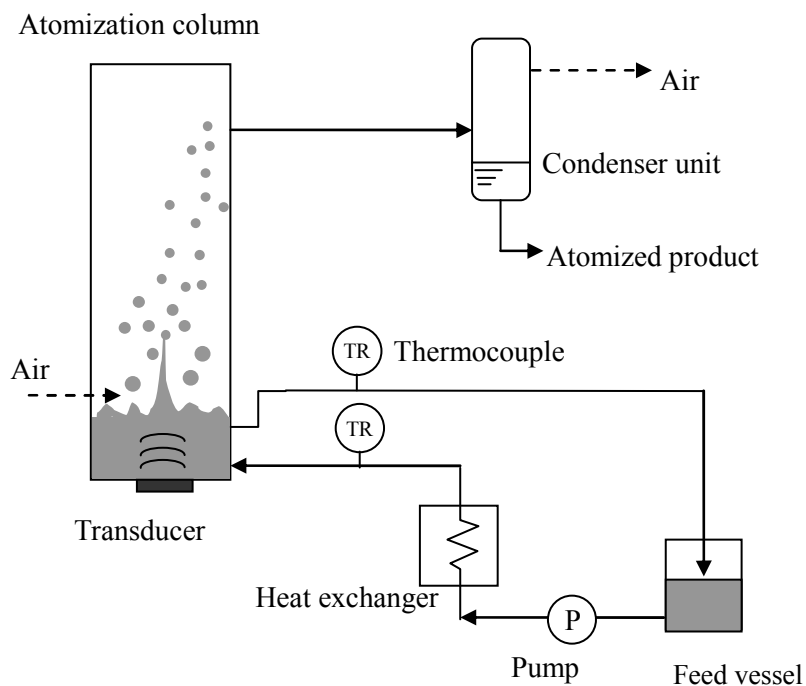 Atomization column
Air
Condenser unit
Atomized product
TR
Thermocouple
Air
TR
Transducer
Heat exchanger
P
Pump
Feed vessel